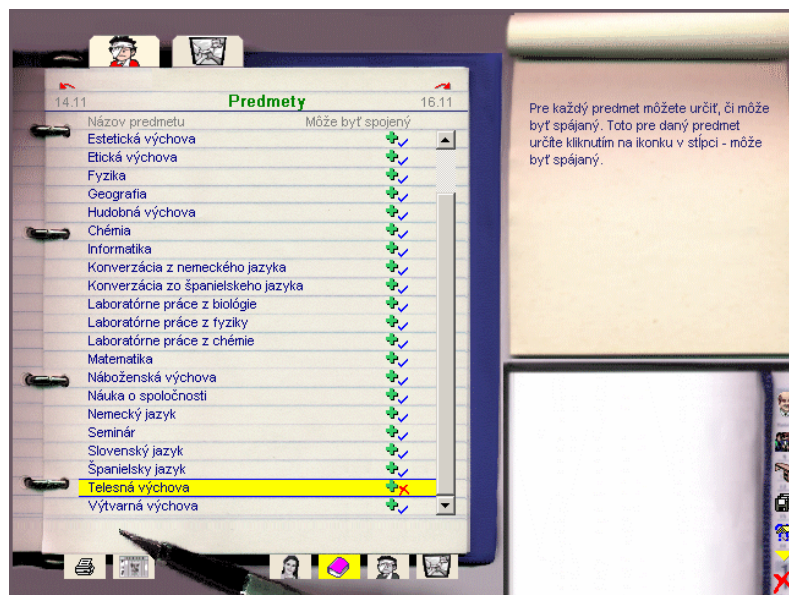 14.11 Predmety 16.11
Názov predmetu Môže byť spojený
Estetická výchova
Etická výchova
Fyzika
Geografia
Hudobná výchova
Chémia
Informatika
Konverzácia z nemeckého jazyka
Konverzácia zo španielskeho jazyka
Laboratórne práce z biológie
Laboratórne práce z fyziky
Laboratórne práce z chémie
Matematika
Náboženská výchova
Náuka o spoločnosti
Nemecký jazyk
Seminár
Slovenský jazyk
Španielsky jazyk
Telesná výchova
Výtvarná výchova
Pre každý predmet môžete určiť, či môže
byť spájaný. Toto pre daný predmet
určíte kliknutím na ikonku v stĺpci - môže
byť spájaný.